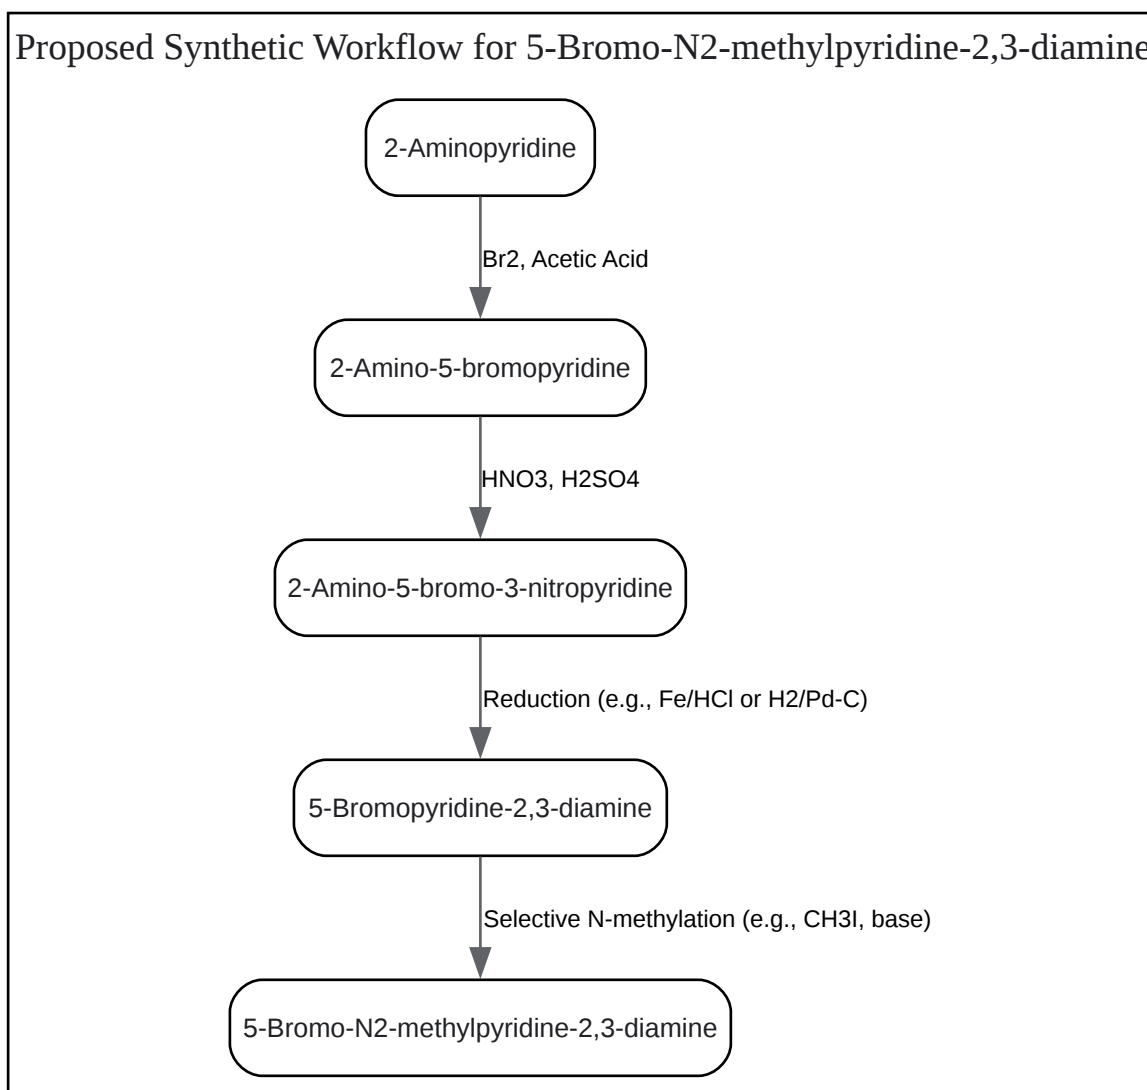 Proposed Synthetic Workflow for 5-Bromo-N2-methylpyridine-2,3-diamine
2-Aminopyridine
Br2, Acetic Acid
2-Amino-5-bromopyridine
HNO3, H2SO4
2-Amino-5-bromo-3-nitropyridine
Reduction (e.g., Fe/HCl or H2/Pd-C)
5-Bromopyridine-2,3-diamine
Selective N-methylation (e.g., CH3I, base)
5-Bromo-N2-methylpyridine-2,3-diamine